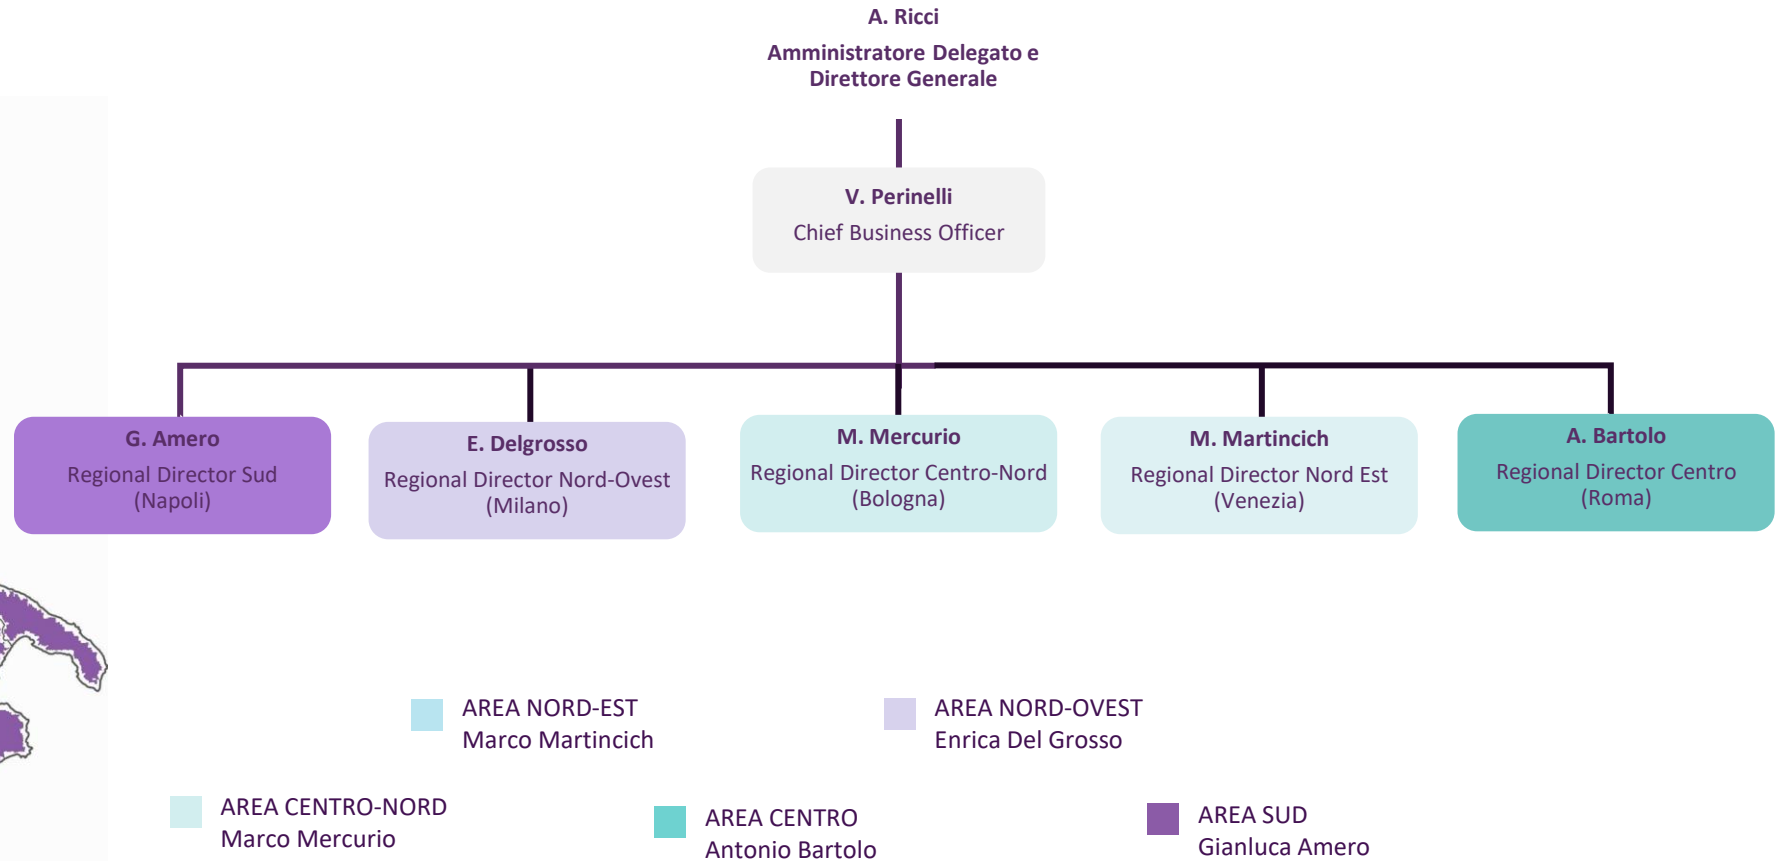 A. Ricci
Amministratore Delegato e
Direttore Generale
V. Perinelli
Chief Business Officer
G. Amero
Regional Director Sud
(Napoli)
E. Delgrosso
Regional Director Nord-Ovest
(Milano)
M. Mercurio
Regional Director Centro-Nord
(Bologna)
M. Martincich
Regional Director Nord Est
(Venezia)
A. Bartolo
Regional Director Centro
(Roma)
AREA NORD-EST
Marco Martincich
AREA NORD-OVEST
Enrica Del Grosso
AREA CENTRO-NORD
Marco Mercurio
AREA CENTRO
Antonio Bartolo
AREA SUD
Gianluca Amero